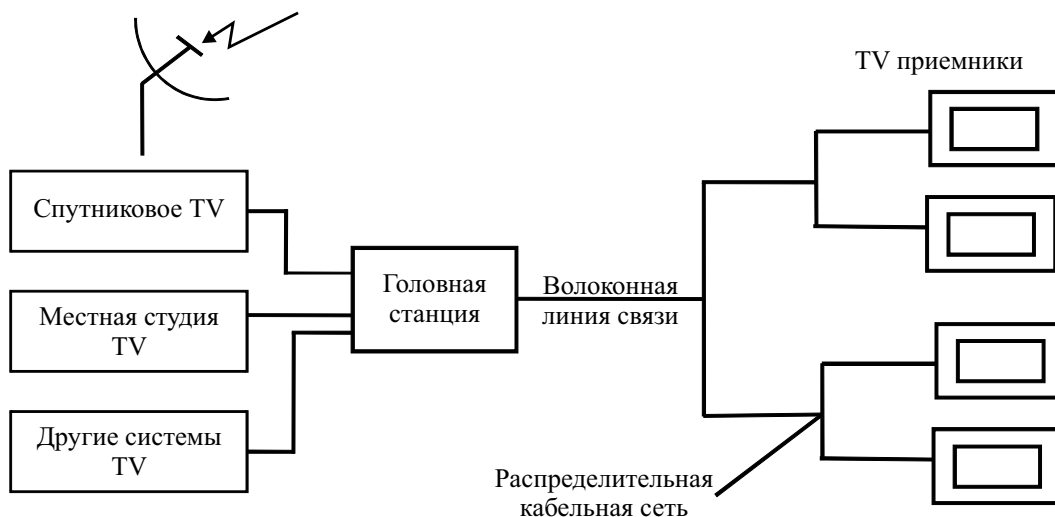 TV приемники
Спутниковое TV
Местная студия
TV
Другие системы
TV
Головная
станция
Волоконная
линия связи
Распределительная
кабельная сеть